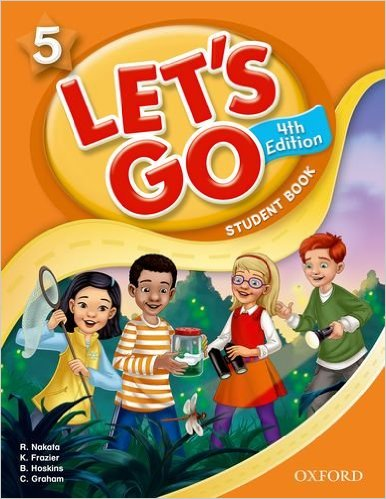 5
LET'S
GO
4th
Edition
STUDENT BOOK
R. Nakata
K. Frazier
B. Hoskins
C. Graham
OXFORD